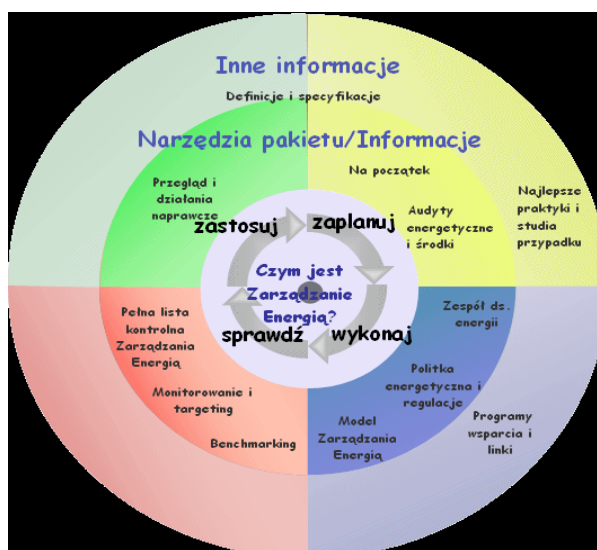 Inne informacje
Definicje i specyfikacje
Narzędzia pakietu/Informacje
Na początek
Przegląd i
działania
naprawcze
Audyty
energetyczne
i środki
Najlepsze
praktyki i
studia
przypadku
zastosuj
zaplanuj
Czym jest
Zarządzanie
Energią?
sprawdź
wykonaj
Pełna lista
kontrolna
Zarządzania
Energią
Monitorowanie i
targeting
Benchmarking
Zespół ds.
energii
Politka
energetyczna i
regulacje
Model
Zarządzania
Energią
Programy
wsparcia i
linki